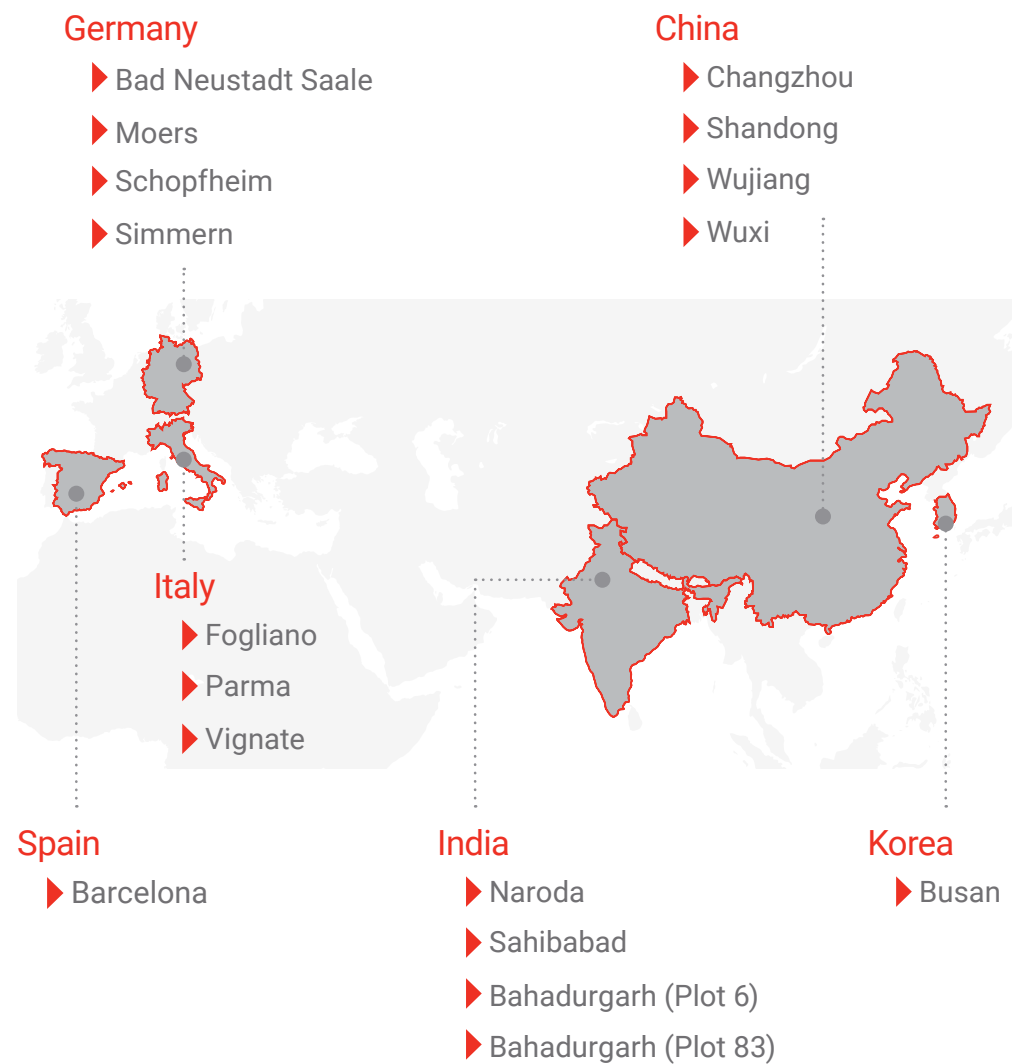 Germany
Bad Neustadt Saale
Moers
Schopfheim
Simmern
China
Changzhou
Shandong
Wujiang
Wuxi
Italy
Fogliano
Parma
Vignate
Spain
Barcelona
India
Naroda
Sahibabad
Bahadurgarh (Plot 6)
Bahadurgarh (Plot 83)
Korea
Busan